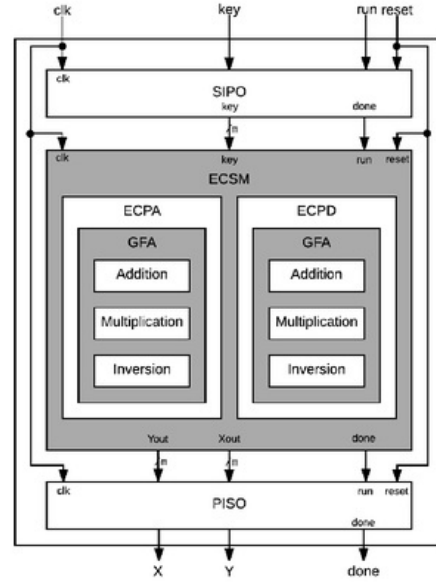 clk key run reset
clk
SIPO
key done
n
clk key run reset
ECSM
ECPA ECPD
GFA GFA
Addition Addition
Multiplication Multiplication
Inversion Inversion
Yout Xout done
n n
clk run reset
PISO
done
X Y done